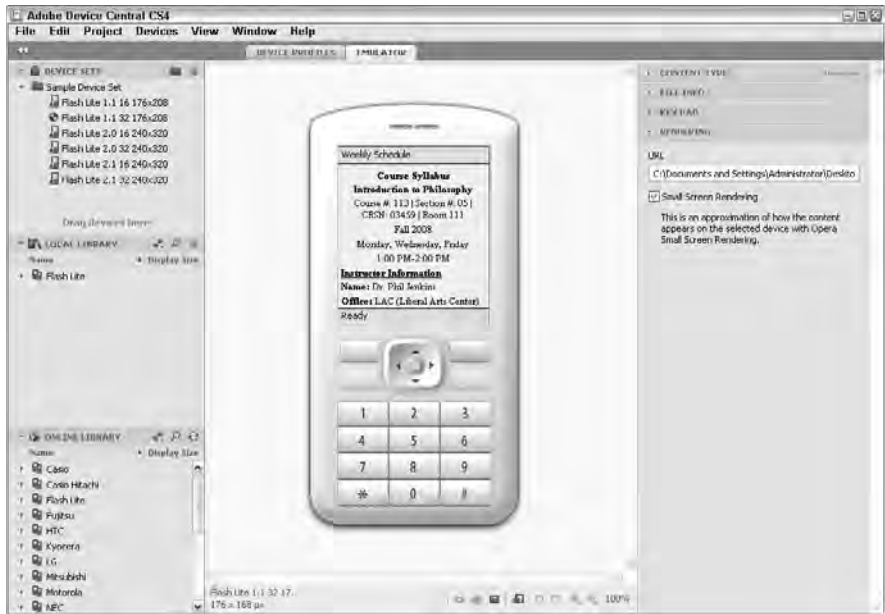 Adobe Device Central CS4
File Edit Project Devices View Window Help
DEVICE PROFILES EMULATOR
DEVICE SETS
Sample Device Set
Flash Lite 1.1 16 176x208
Flash Lite 1.1 32 176x208
Flash Lite 2.0 16 240x320
Flash Lite 2.0 32 240x320
Flash Lite 2.1 16 240x320
Flash Lite 2.1 32 240x320
Drag devices here
LOCAL LIBRARY
Name Display Size
Flash Lite
ONLINE LIBRARY
Name Display Size
Casio
Casio Hitachi
Flash Lite
Fujitsu
HTC
Kyocera
LG
Mitsubishi
Motorola
NEC
Weekly Schedule
Course Syllabus
Introduction to Philosophy
Course #: 113 | Section #: 05 |
CRSN: 03459 | Room 111
Fall 2008
Monday, Wednesday, Friday
1:00 PM-2:00 PM
Instructor Information
Name: Dr. Phil Jenkins
Office: LAC (Liberal Arts Center)
Ready
1 2 3
4 5 6
7 8 9
* 0 #
Flash Lite 1.1 32 17...
176 x 168 px
100%
CONTENT TYPE
FILE INFO
KEYPAD
RENDERING
URL
C:\Documents and Settings\Administrator\Deskto
Small Screen Rendering
This is an approximation of how the content
appears on the selected device with Opera
Small Screen Rendering.